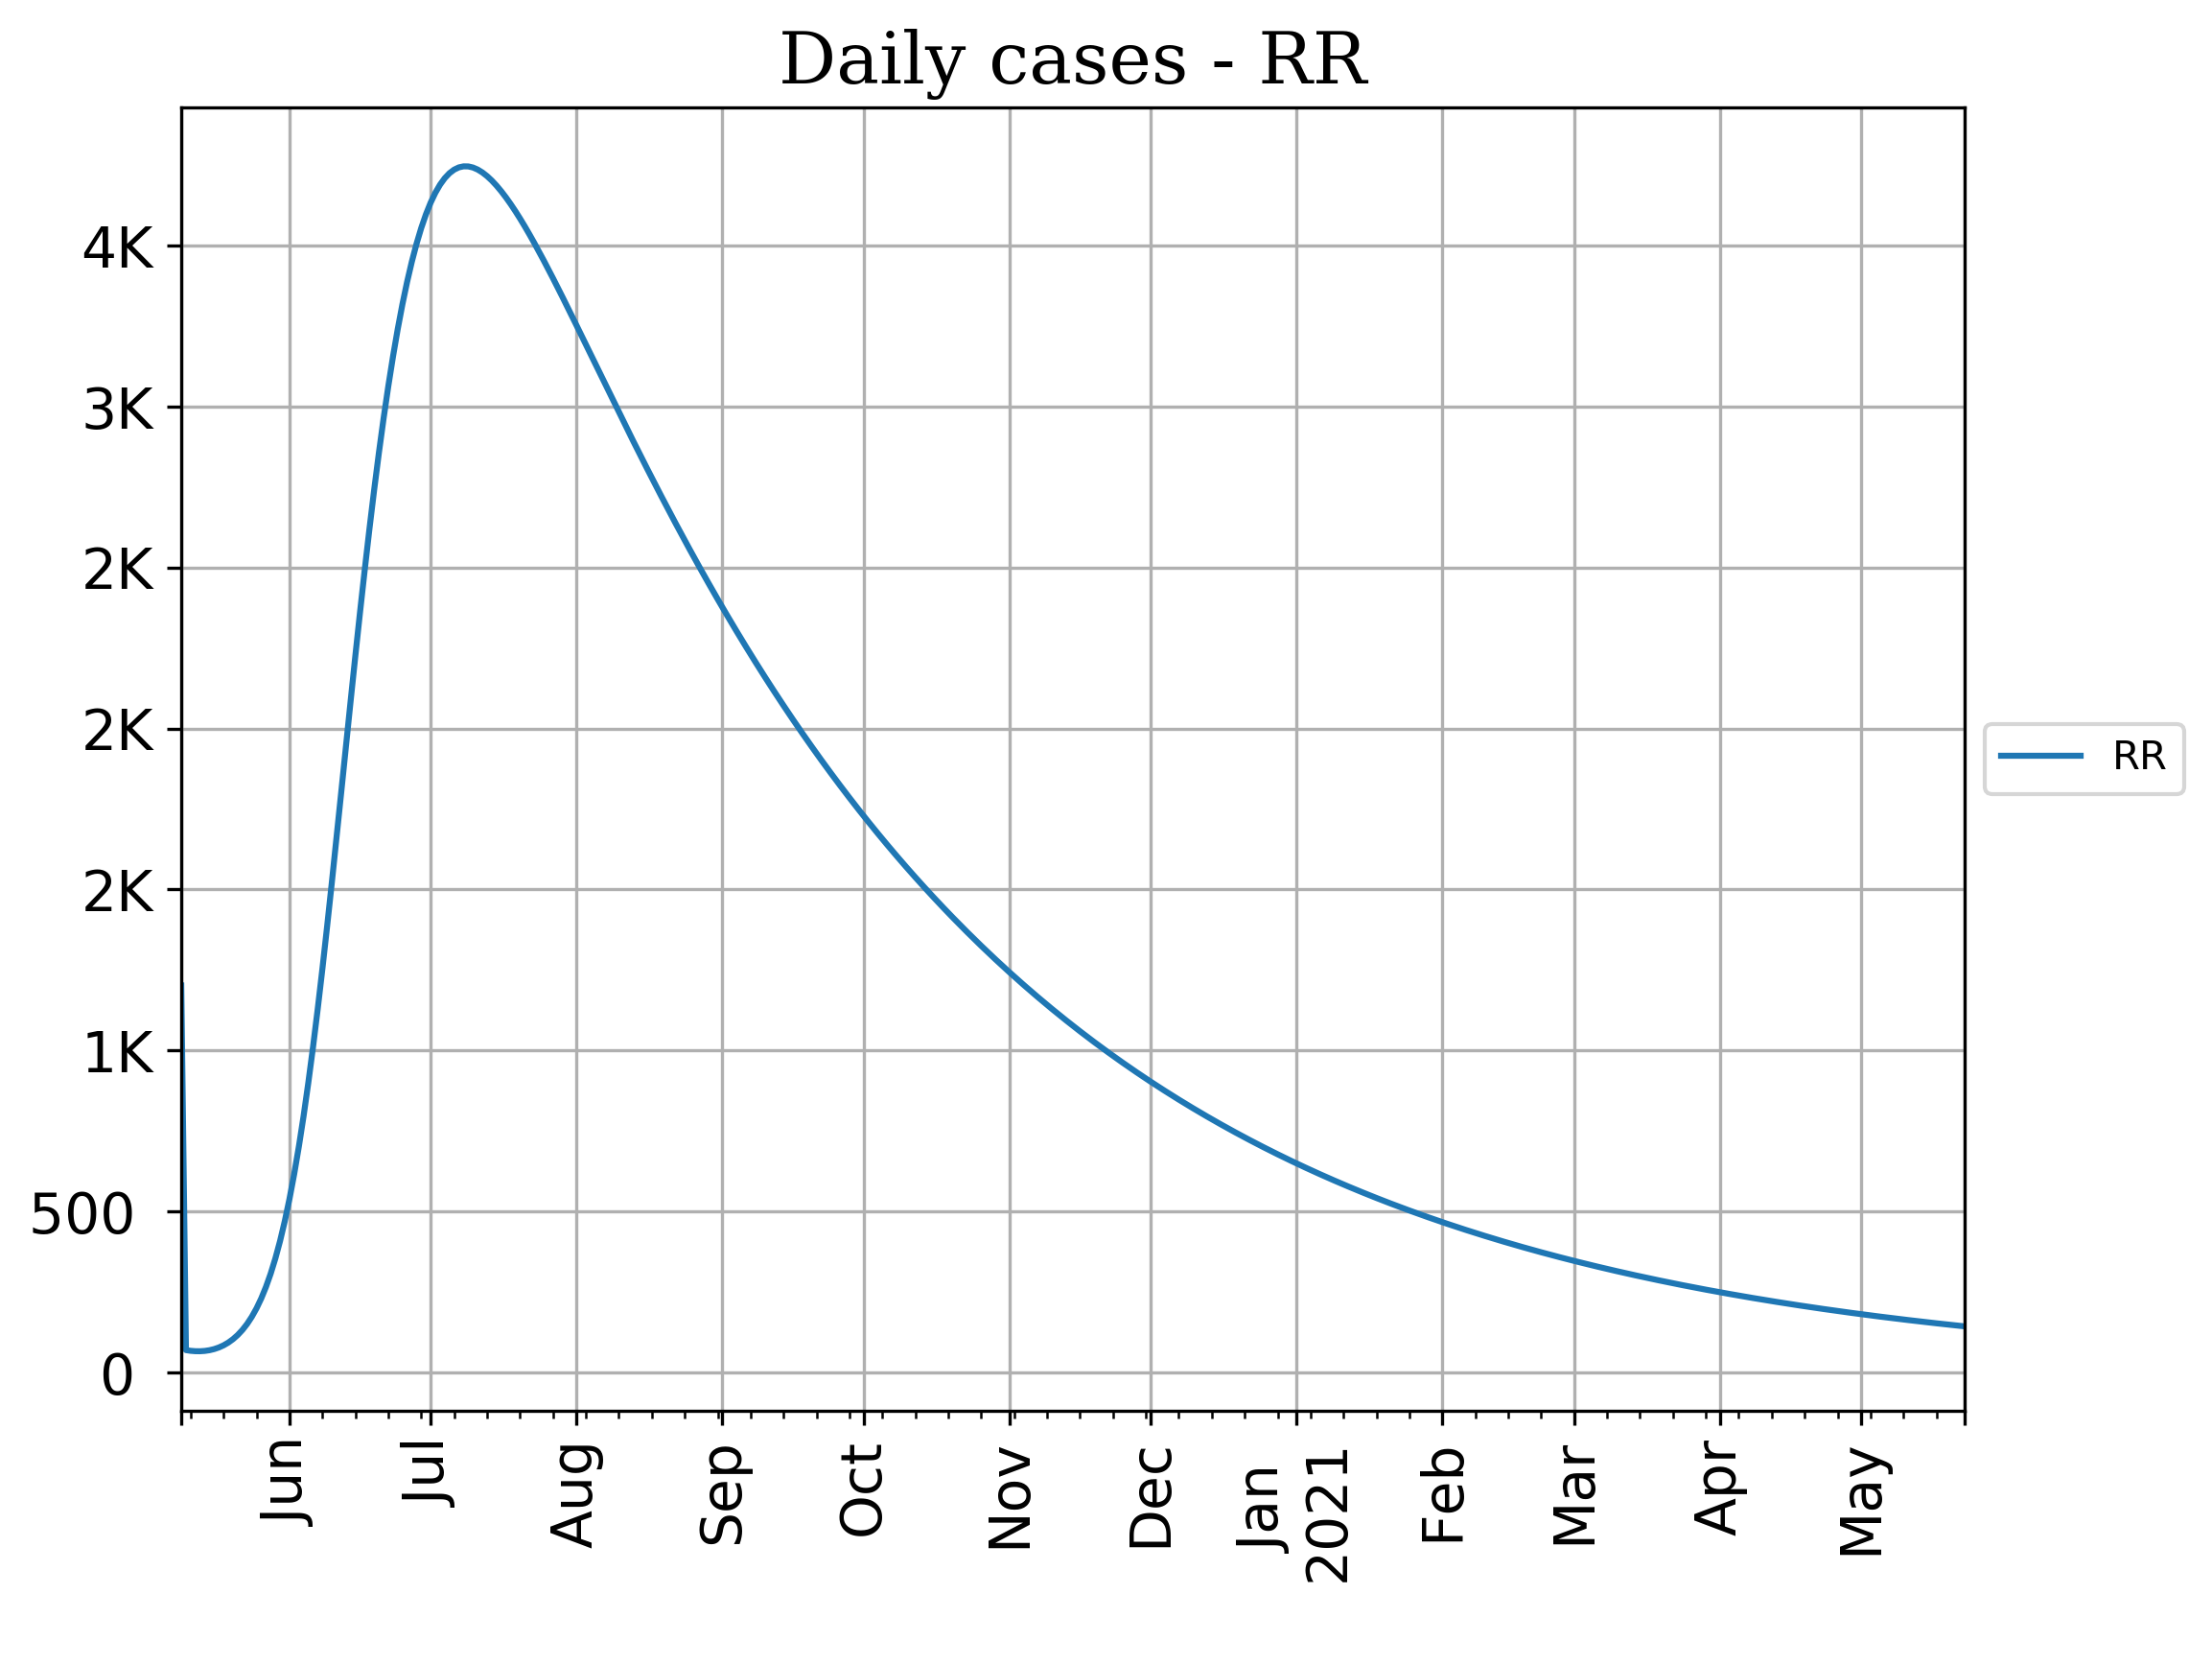 Daily cases - RR
4K
3K
2K
2K
2K
1K
500
0
RR
Jun
Jul
Aug
Sep
Oct
Nov
Dec
Jan
2021
Feb
Mar
Apr
May